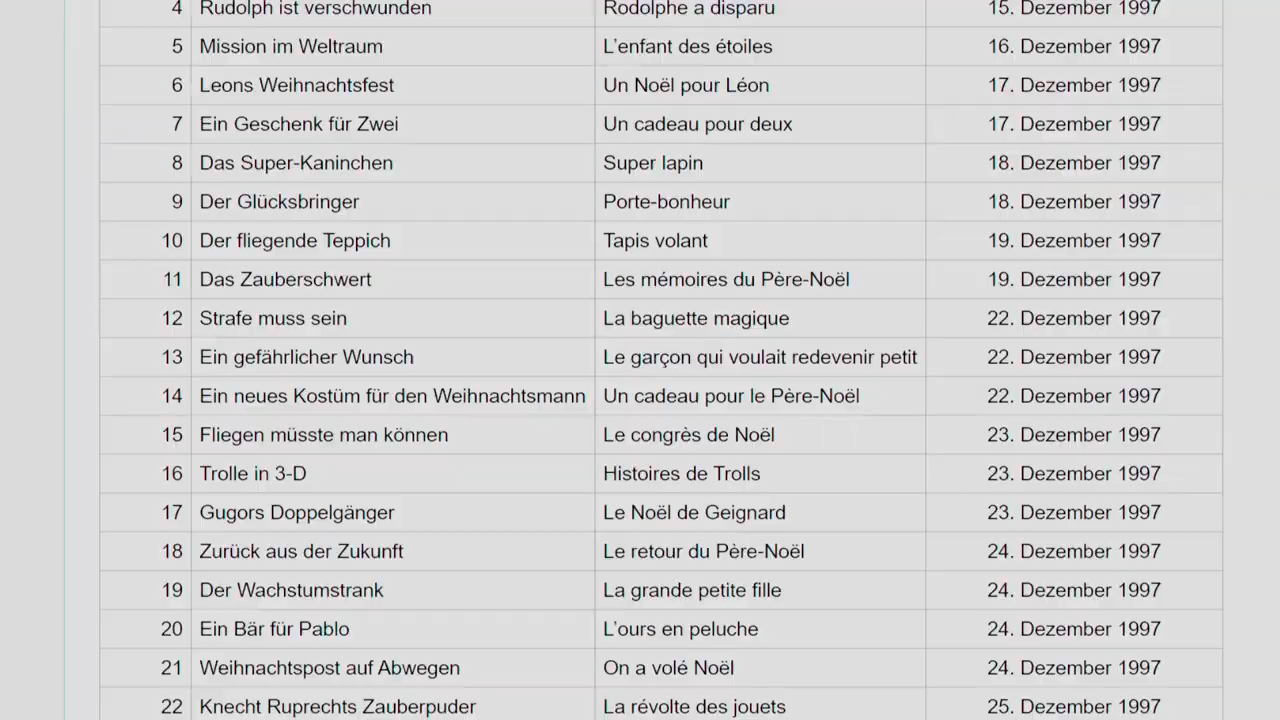 4 Rudolph ist verschwunden Rodolphe a disparu 15. Dezember 1997
5 Mission im Weltraum L'enfant des étoiles 16. Dezember 1997
6 Leons Weihnachtsfest Un Noël pour Léon 17. Dezember 1997
7 Ein Geschenk für Zwei Un cadeau pour deux 17. Dezember 1997
8 Das Super-Kaninchen Super lapin 18. Dezember 1997
9 Der Glücksbringer Porte-bonheur 18. Dezember 1997
10 Der fliegende Teppich Tapis volant 19. Dezember 1997
11 Das Zauberschwert Les mémoires du Père-Noël 19. Dezember 1997
12 Strafe muss sein La baguette magique 22. Dezember 1997
13 Ein gefährlicher Wunsch Le garçon qui voulait redevenir petit 22. Dezember 1997
14 Ein neues Kostüm für den Weihnachtsmann Un cadeau pour le Père-Noël 22. Dezember 1997
15 Fliegen müsste man können Le congrès de Noël 23. Dezember 1997
16 Trolle in 3-D Histoires de Trolls 23. Dezember 1997
17 Gugors Doppelgänger Le Noël de Geignard 23. Dezember 1997
18 Zurück aus der Zukunft Le retour du Père-Noël 24. Dezember 1997
19 Der Wachstumstrank La grande petite fille 24. Dezember 1997
20 Ein Bär für Pablo L'ours en peluche 24. Dezember 1997
21 Weihnachtspost auf Abwegen On a volé Noël 24. Dezember 1997
22 Knecht Ruprechts Zauberpuder La révolte des jouets 25. Dezember 1997